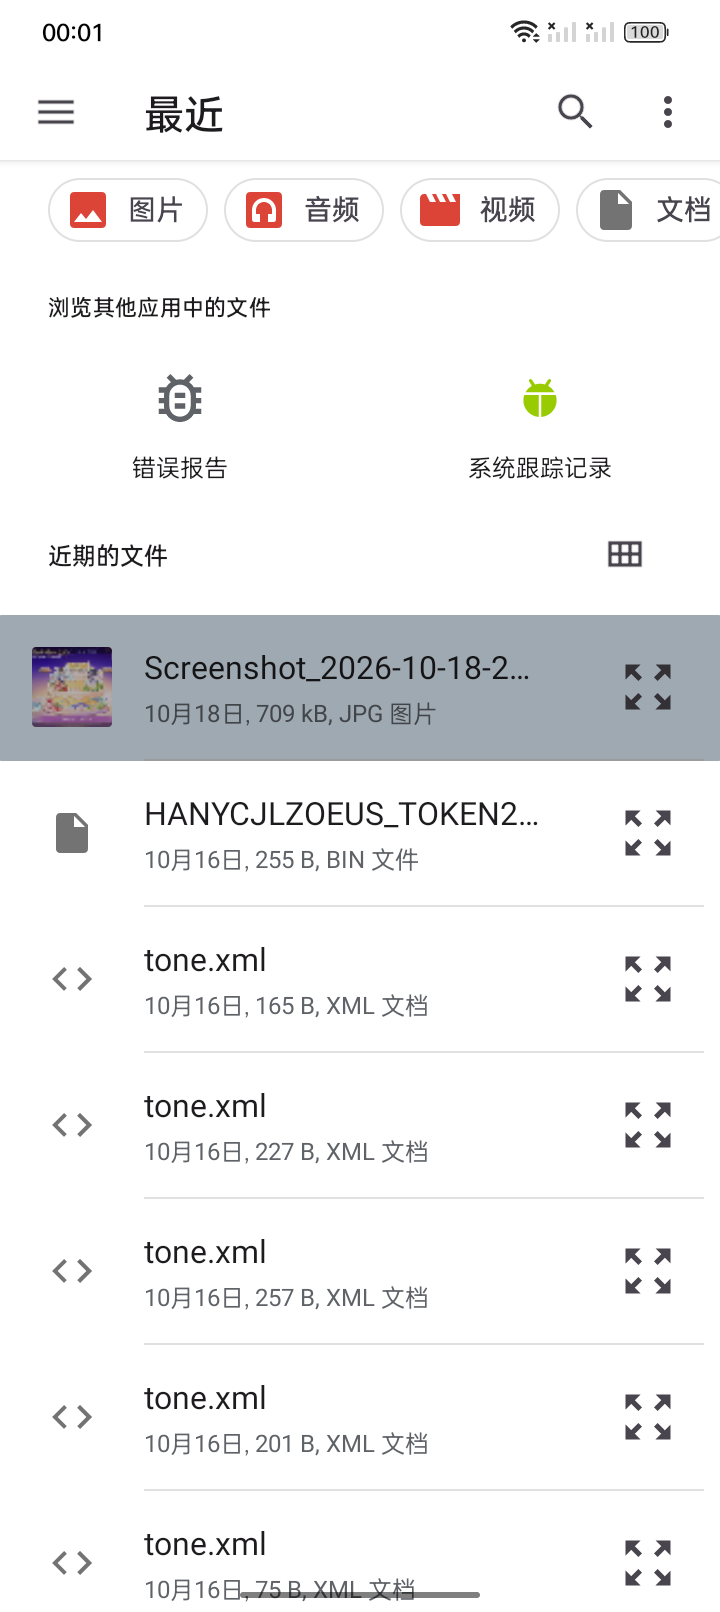 00:01
100
最近
图片
音频
视频
文档
浏览其他应用中的文件
错误报告
系统跟踪记录
近期的文件
Screenshot_2026-10-18-2...
10月18日, 709 kB, JPG 图片
HANYCJLZOEUS_TOKEN2...
10月16日, 255 B, BIN 文件
tone.xml
10月16日, 165 B, XML 文档
tone.xml
10月16日, 227 B, XML 文档
tone.xml
10月16日, 257 B, XML 文档
tone.xml
10月16日, 201 B, XML 文档
tone.xml
10月16日, 75 B, XML 文档